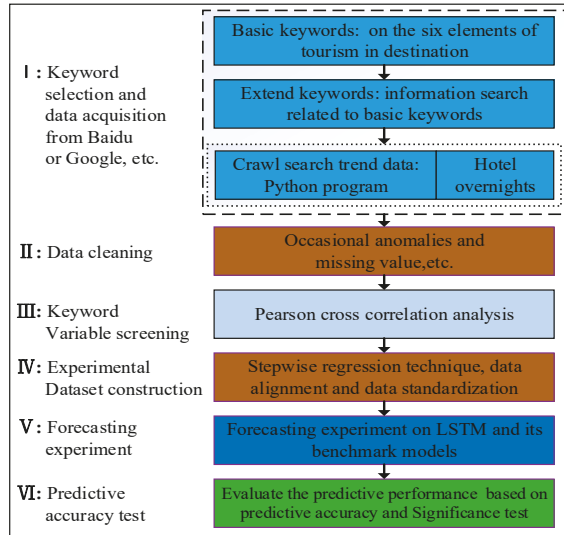 Basic keywords: on the six elements of
tourism in destination
Ⅰ: Keyword
selection and
data acquisition
from Baidu
or Google, etc.
Extend keywords: information search
related to basic keywords
Crawl search trend data:
Python program
Hotel
overnights
Ⅱ: Data cleaning
Occasional anomalies and
missing value,etc.
Ⅲ: Keyword
Variable screening
Pearson cross correlation analysis
Ⅳ: Experimental
Dataset construction
Stepwise regression technique, data
alignment and data standardization
Ⅴ: Forecasting
experiment
Forecasting experiment on LSTM and its
benchmark models
Ⅵ: Predictive
accuracy test
Evaluate the predictive performance based on
predictive accuracy and Significance test